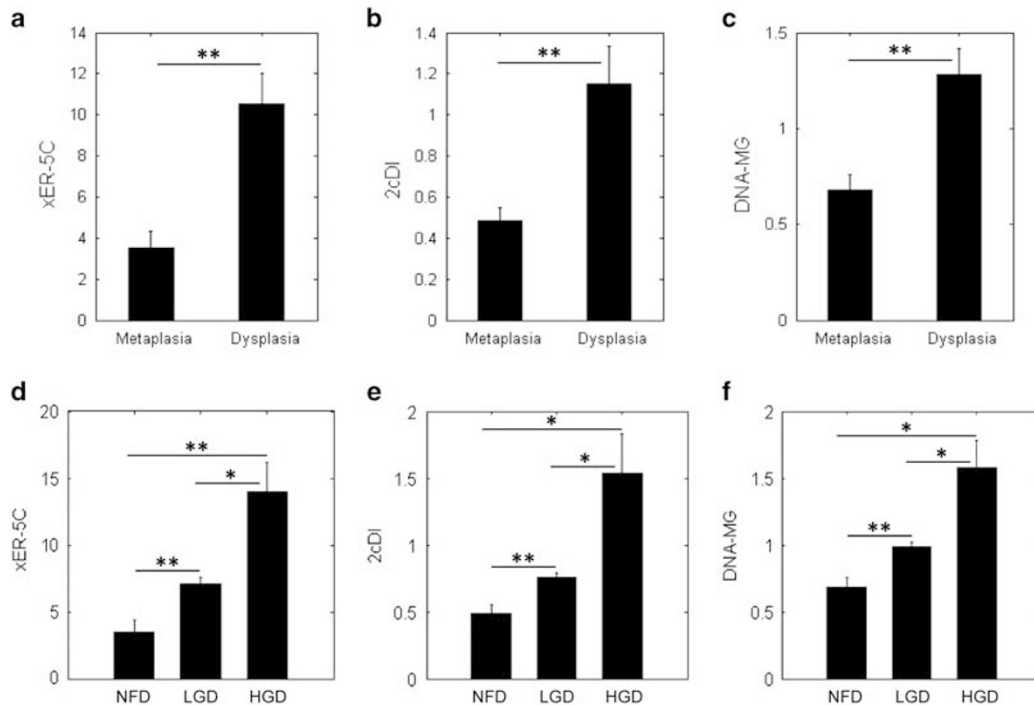 a
14
12
10
8
6
4
2
0
xER-5C
**
Metaplasia Dysplasia
b
1.4
1.2
1
0.8
0.6
0.4
0.2
0
2cDI
**
Metaplasia Dysplasia
c
1.5
1
0.5
0
DNA-MG
**
Metaplasia Dysplasia
d
20
15
10
5
0
xER-5C
**
*
**
NFD LGD HGD
e
2
1.5
1
0.5
0
2cDI
*
*
**
NFD LGD HGD
f
2
1.5
1
0.5
0
DNA-MG
*
*
**
NFD LGD HGD